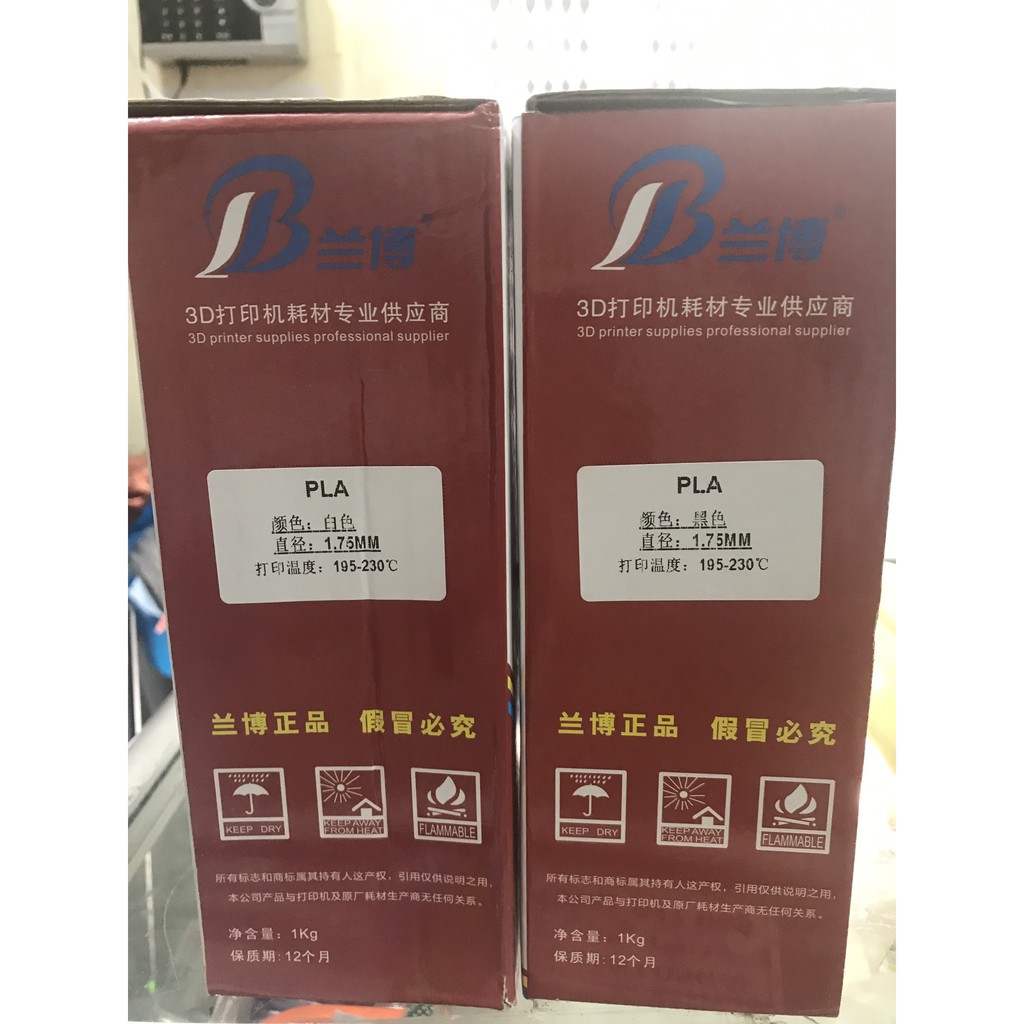 兰博
3D打印机耗材专业供应商
3D printer supplies professional supplier
PLA
颜色：白色
直径：1.75MM
打印温度：195-230℃
兰博正品 假冒必究
KEEP DRY
KEEP AWAY
FROM HEAT
FLAMMABLE
所有标志和商标属其持有人这产权，引用仅供说明之用，
本公司产品与打印机及原厂耗材生产商无任何关系。
净含量：1Kg
保质期:12个月
兰博
3D打印机耗材专业供应商
3D printer supplies professional supplier
PLA
颜色：黑色
直径：1.75MM
打印温度：195-230℃
兰博正品 假冒必究
KEEP DRY
KEEP AWAY
FROM HEAT
FLAMMABLE
所有标志和商标属其持有人这产权，引用仅供说明之用，
本公司产品与打印机及原厂耗材生产商无任何关系。
净含量：1Kg
保质期:12个月